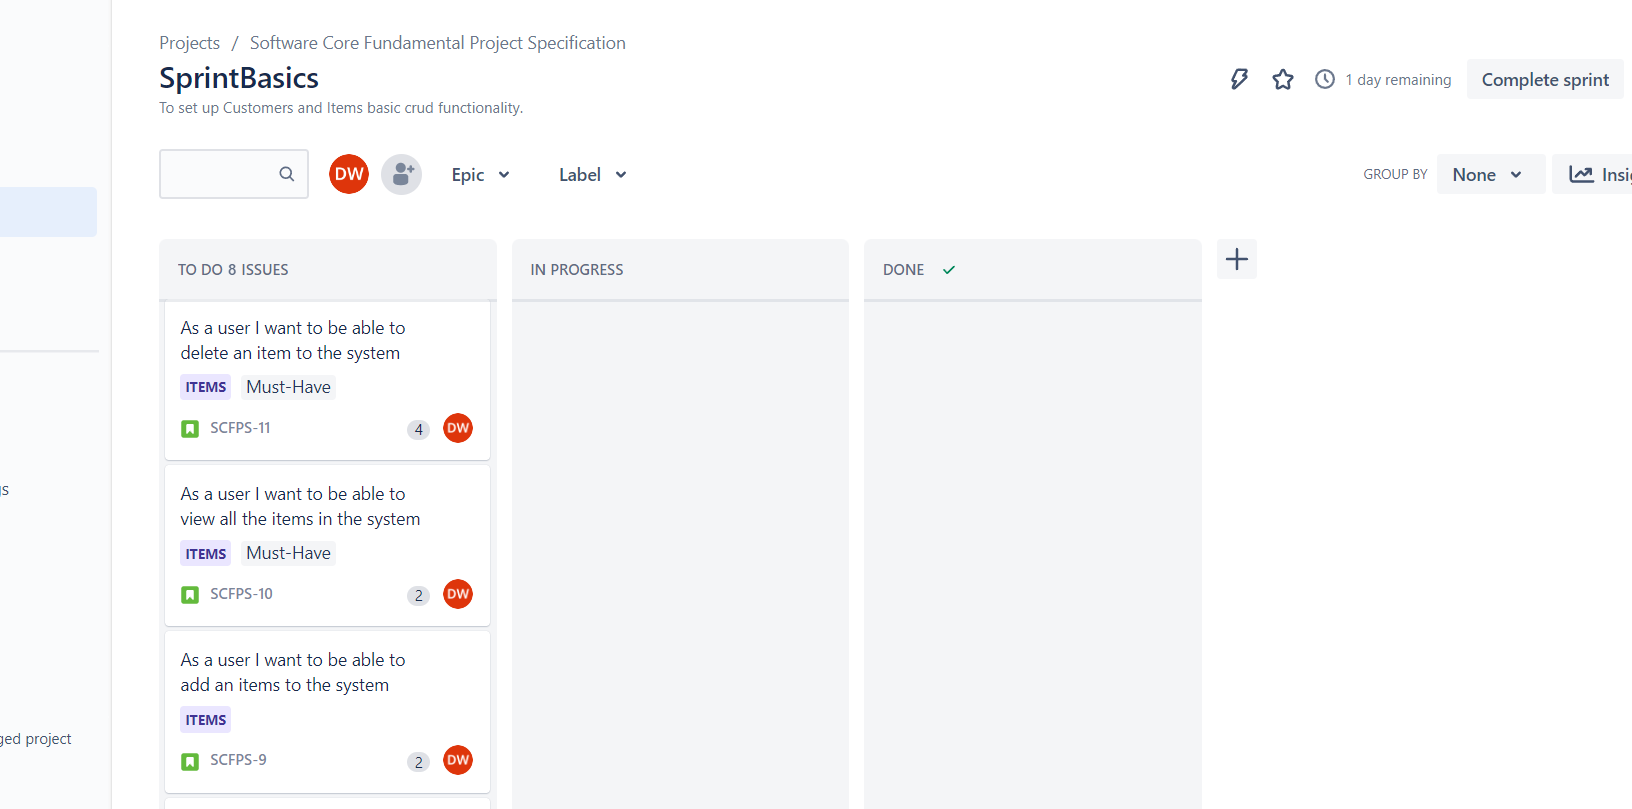 Projects / Software Core Fundamental Project Specification
SprintBasics
To set up Customers and Items basic crud functionality.
1 day remaining
Complete sprint
DW
Epic
Label
GROUP BY
None
TO DO 8 ISSUES
IN PROGRESS
DONE
As a user I want to be able to
delete an item to the system
ITEMS Must-Have
SCFPS-11 4 DW
As a user I want to be able to
view all the items in the system
ITEMS Must-Have
SCFPS-10 2 DW
As a user I want to be able to
add an items to the system
ITEMS
SCFPS-9 2 DW
project